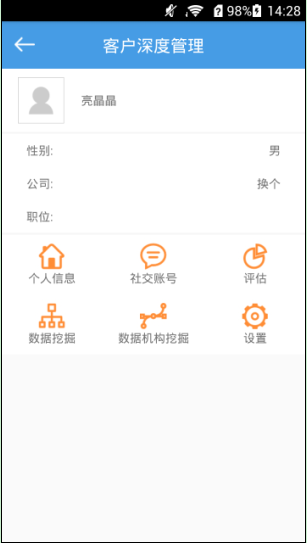 98% 14:28
客户深度管理
亮晶晶
性别: 男
公司: 换个
职位:
个人信息 社交账号 评估
数据挖掘 数据机构挖掘 设置